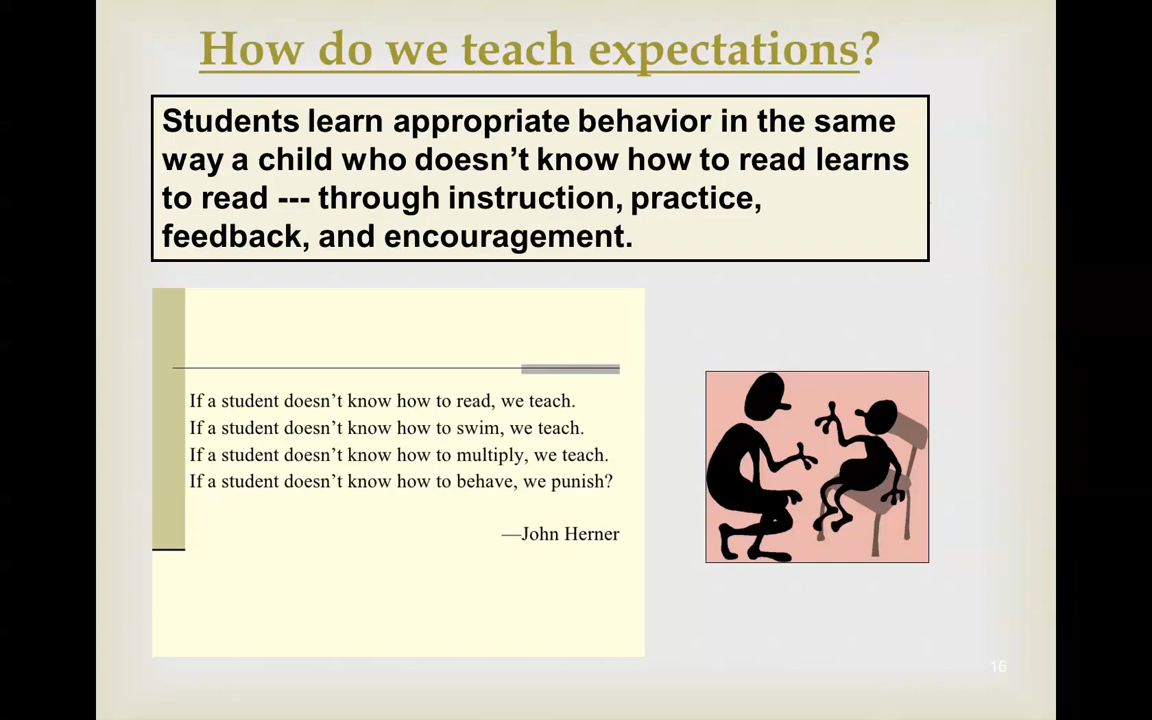 How do we teach expectations?
Students learn appropriate behavior in the same
way a child who doesn’t know how to read learns
to read --- through instruction, practice,
feedback, and encouragement.
If a student doesn’t know how to read, we teach.
If a student doesn’t know how to swim, we teach.
If a student doesn’t know how to multiply, we teach.
If a student doesn’t know how to behave, we punish?
—John Herner
16